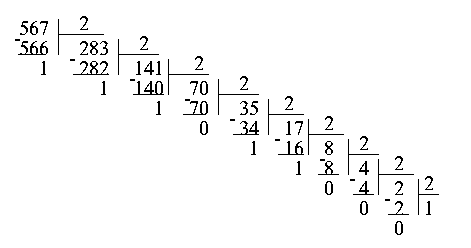 567 2
-566 283 2
1 -282 141 2
1 -140 70 2
1 -70 35 2
0 -34 17 2
1 -16 8 2
1 -8 4 2
0 -4 2 2
0 -2 1
0